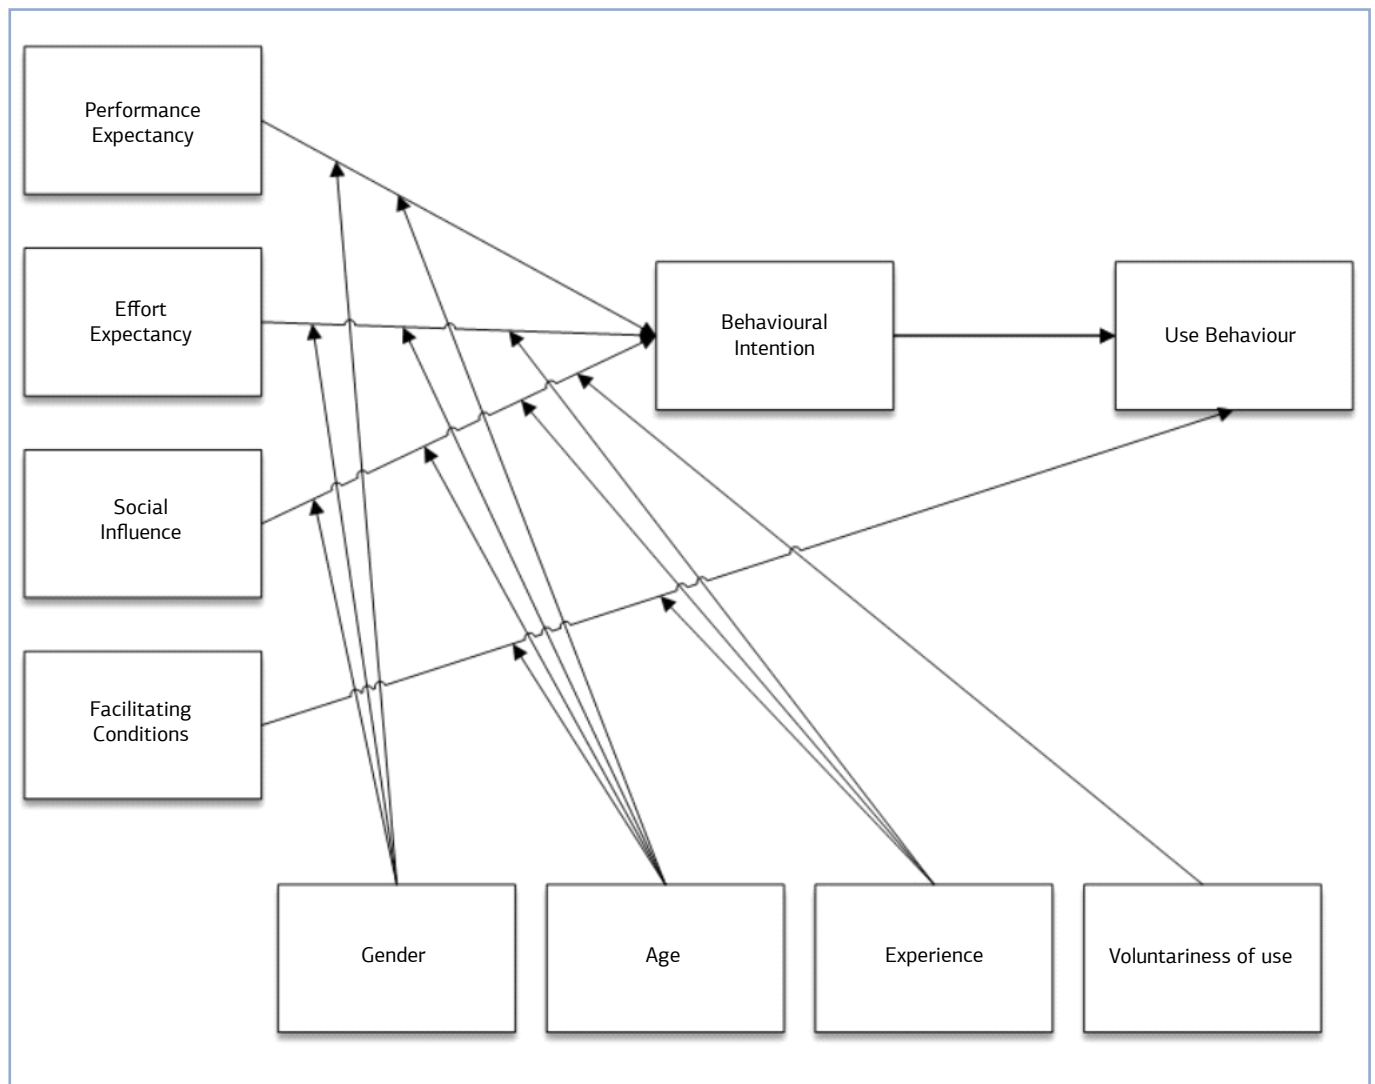 Performance
Expectancy
Effort
Expectancy
Behavioural
Intention
Use Behaviour
Social
Influence
Facilitating
Conditions
Gender
Age
Experience
Voluntariness of use